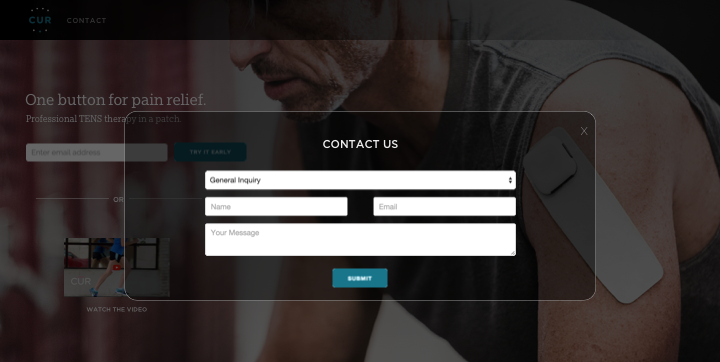 CUR
CONTACT
One button for pain relief.
Professional TENS therapy in a patch.
Enter email address
TRY IT EARLY
OR
CUR
WATCH THE VIDEO
CONTACT US
X
General Inquiry
Name
Email
Your Message
SUBMIT